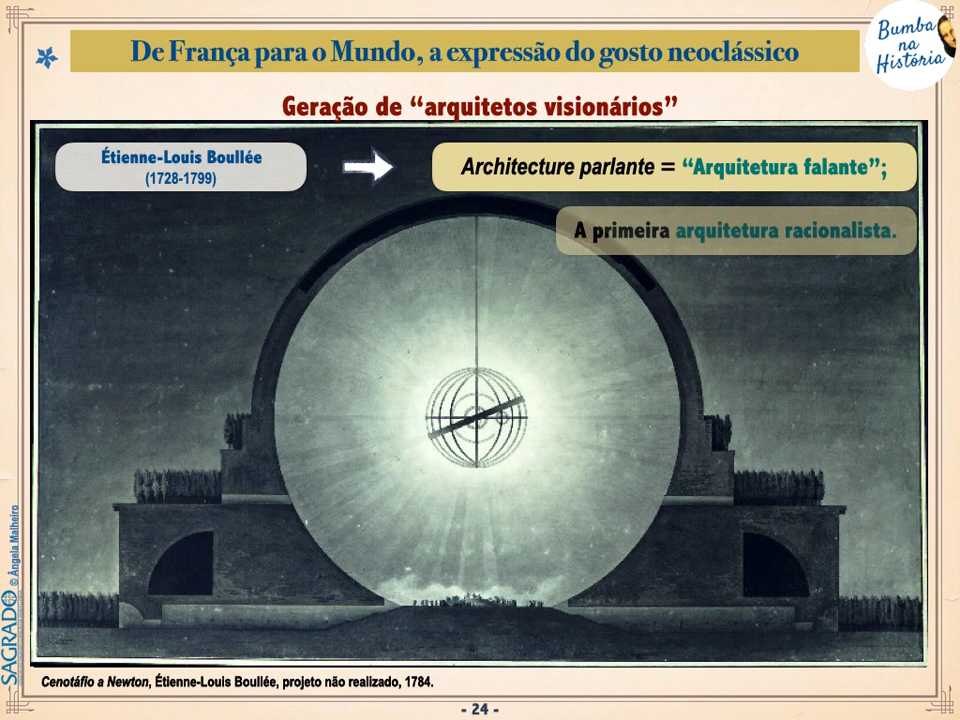 De França para o Mundo, a expressão do gosto neoclássico
Bumba
na
História
Geração de “arquitetos visionários”
Étienne-Louis Boullée
(1728-1799)
Architecture parlante = “Arquitetura falante”;
A primeira arquitetura racionalista.
SAGRADO © Ângela Malheiro
Cenotáfio a Newton, Étienne-Louis Boullée, projeto não realizado, 1784.
- 24 -